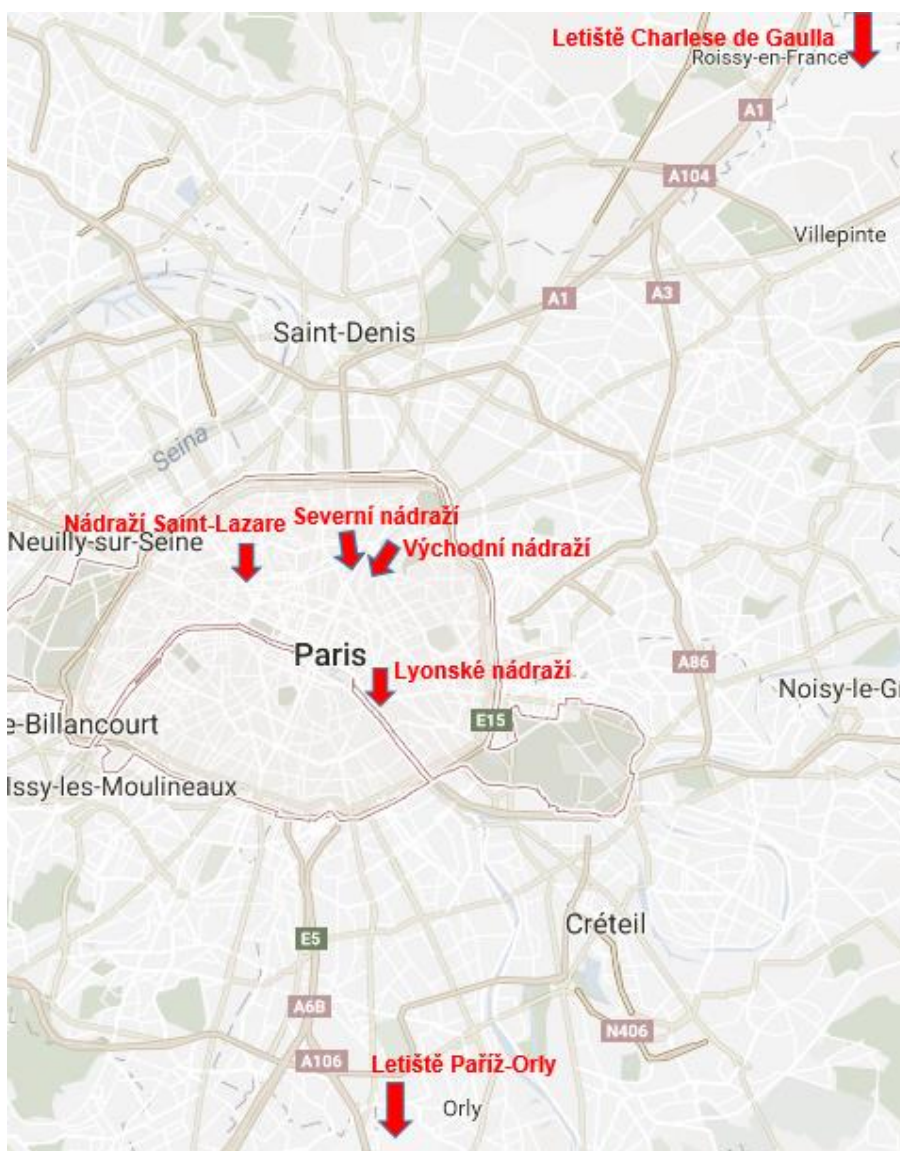 Letiště Charlese de Gaulla
Roissy-en-France
A1
A104
Villepinte
A3
A1
Saint-Denis
Seina
Severní nádraží
Nádraží Saint-Lazare
Neuilly-sur-Seine
Východní nádraží
Paris
A86
Lyonské nádraží
Noisy-le-G
E15
e-Billancourt
Issy-les-Moulineaux
Créteil
E5
A6B
N406
A106
Letiště Paříž-Orly
Orly